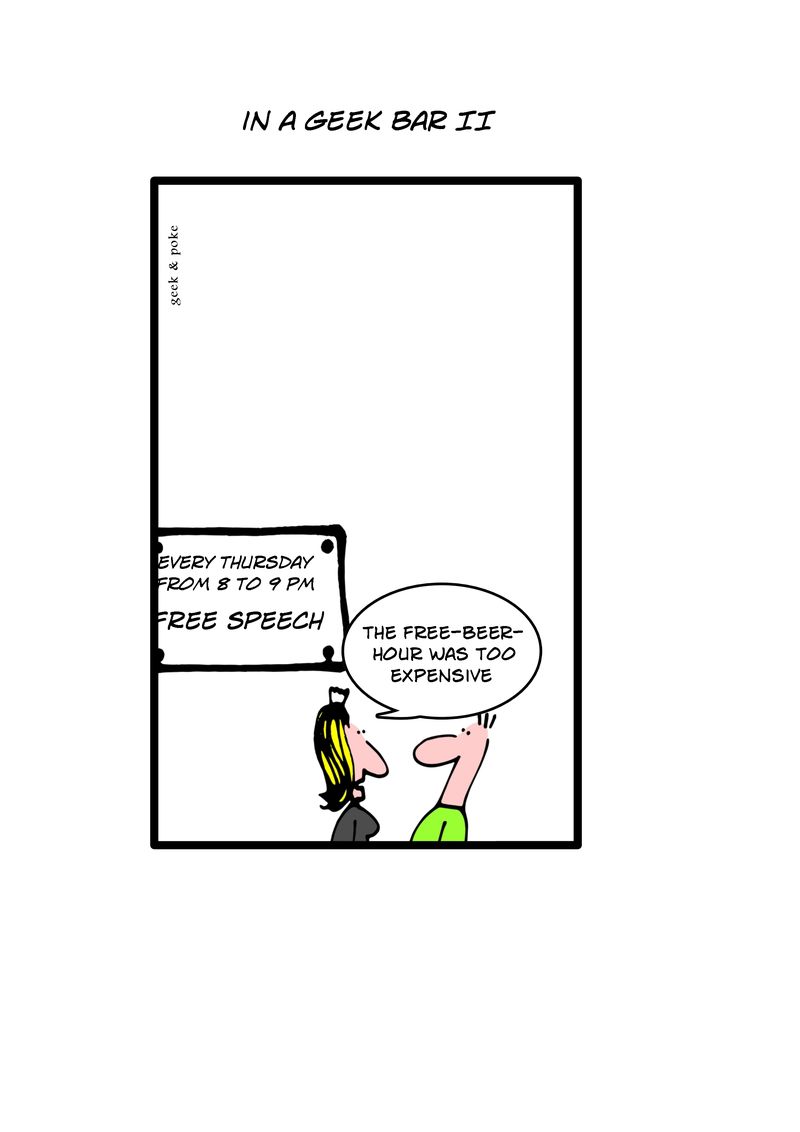 IN A GEEK BAR II
geek & poke
EVERY THURSDAY
FROM 8 TO 9 PM
FREE SPEECH
THE FREE-BEER-
HOUR WAS TOO
EXPENSIVE